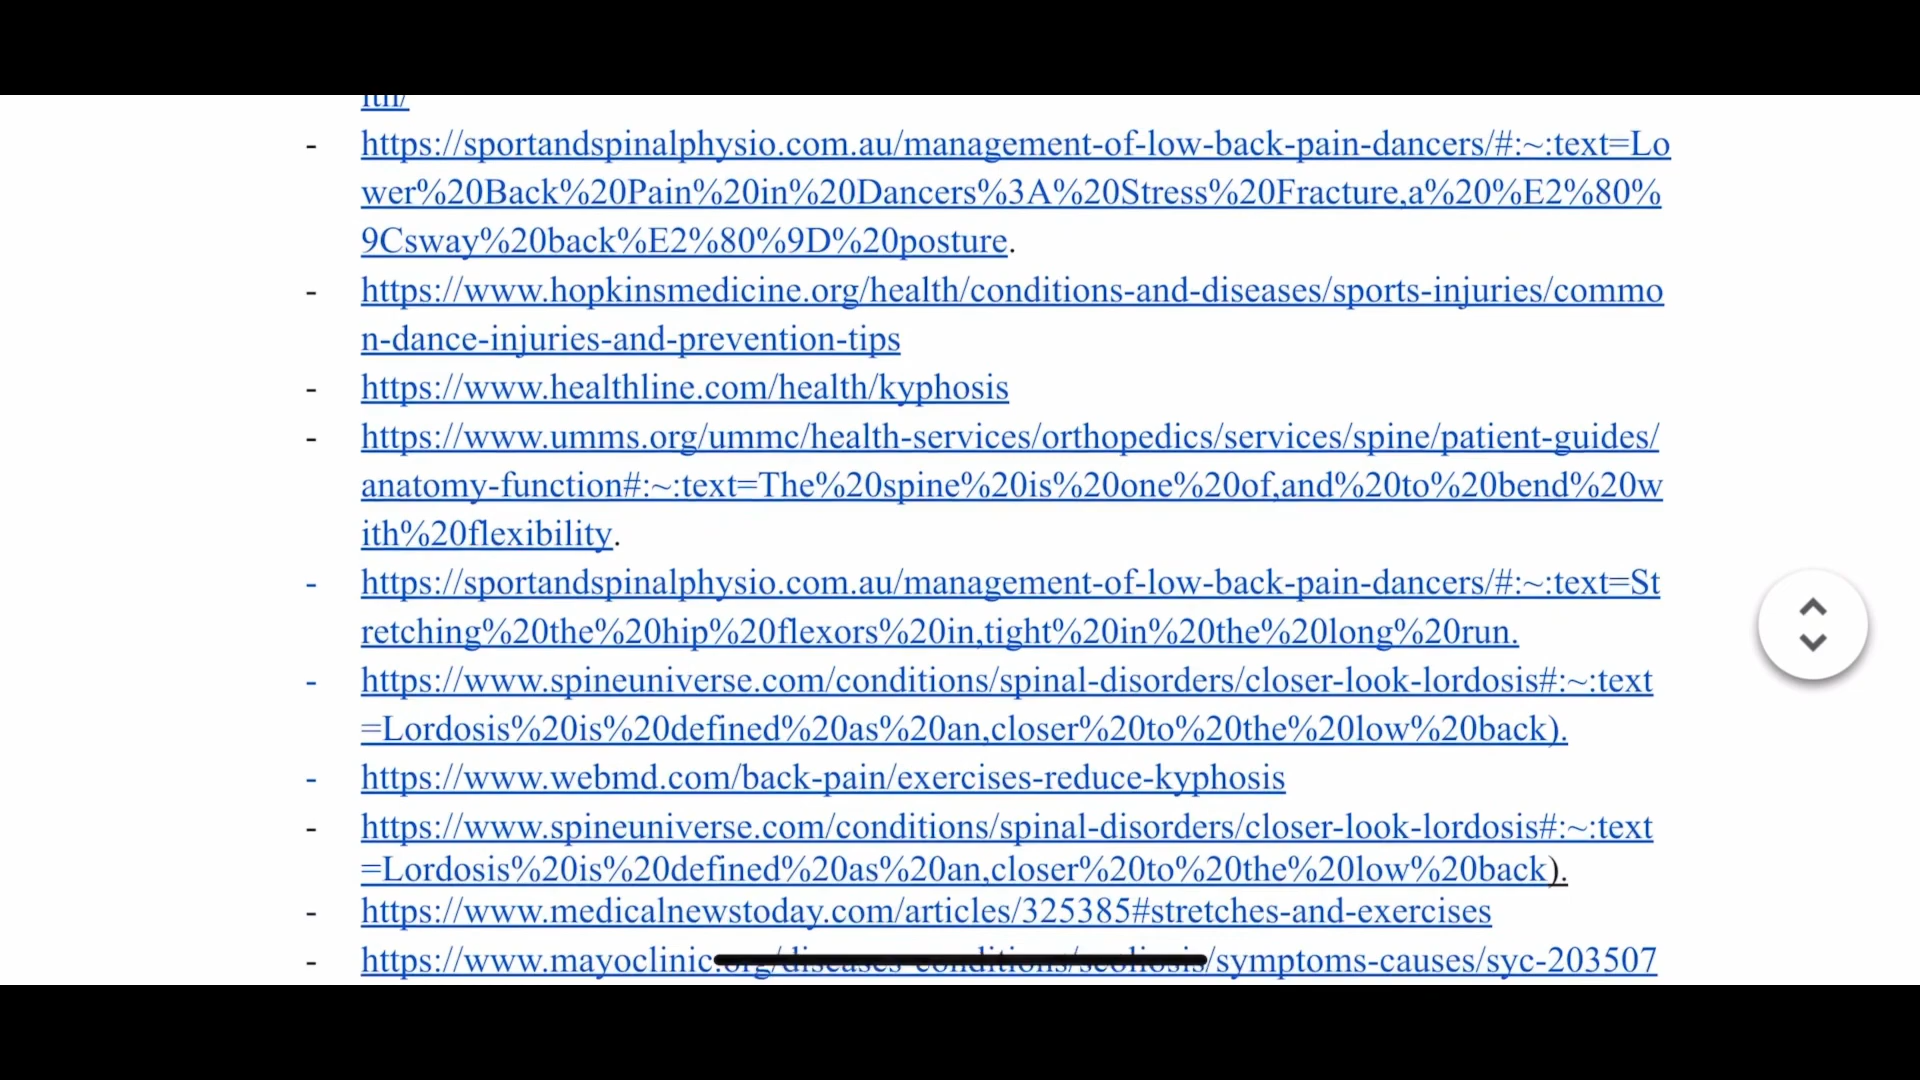 lth/
- https://sportandspinalphysio.com.au/management-of-low-back-pain-dancers/#:~:text=Lo
wer%20Back%20Pain%20in%20Dancers%3A%20Stress%20Fracture,a%20%E2%80%
9Csway%20back%E2%80%9D%20posture.
- https://www.hopkinsmedicine.org/health/conditions-and-diseases/sports-injuries/commo
n-dance-injuries-and-prevention-tips
- https://www.healthline.com/health/kyphosis
- https://www.umms.org/ummc/health-services/orthopedics/services/spine/patient-guides/
anatomy-function#:~:text=The%20spine%20is%20one%20of,and%20to%20bend%20w
ith%20flexibility.
- https://sportandspinalphysio.com.au/management-of-low-back-pain-dancers/#:~:text=St
retching%20the%20hip%20flexors%20in,tight%20in%20the%20long%20run.
- https://www.spineuniverse.com/conditions/spinal-disorders/closer-look-lordosis#:~:text
=Lordosis%20is%20defined%20as%20an,closer%20to%20the%20low%20back).
- https://www.webmd.com/back-pain/exercises-reduce-kyphosis
- https://www.spineuniverse.com/conditions/spinal-disorders/closer-look-lordosis#:~:text
=Lordosis%20is%20defined%20as%20an,closer%20to%20the%20low%20back).
- https://www.medicalnewstoday.com/articles/325385#stretches-and-exercises
- https://www.mayoclinic.org/diseases-conditions/scoliosis/symptoms-causes/syc-203507